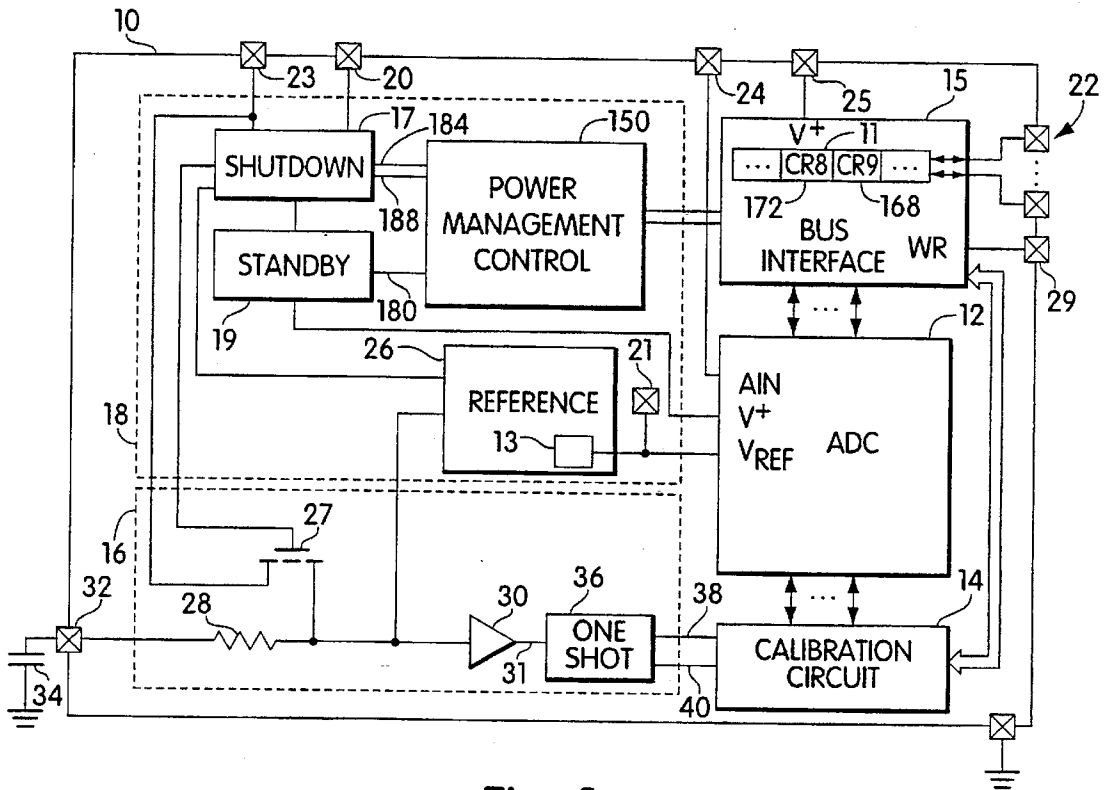 10
23
20
24
25
15
22
17
184
150
V+
11
SHUTDOWN
... CR8 CR9 ...
188
POWER
MANAGEMENT
CONTROL
172
168
BUS
INTERFACE
WR
STANDBY
180
29
19
12
26
21
AIN
V+
VREF
ADC
REFERENCE
13
18
16
27
32
28
30
36
38
14
ONE
SHOT
31
CALIBRATION
CIRCUIT
34
40